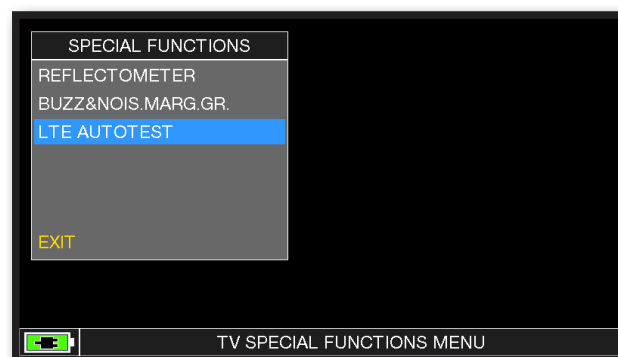 SPECIAL FUNCTIONS
REFLECTOMETER
BUZZ&NOIS.MARG.GR.
LTE AUTOTEST
EXIT
TV SPECIAL FUNCTIONS MENU